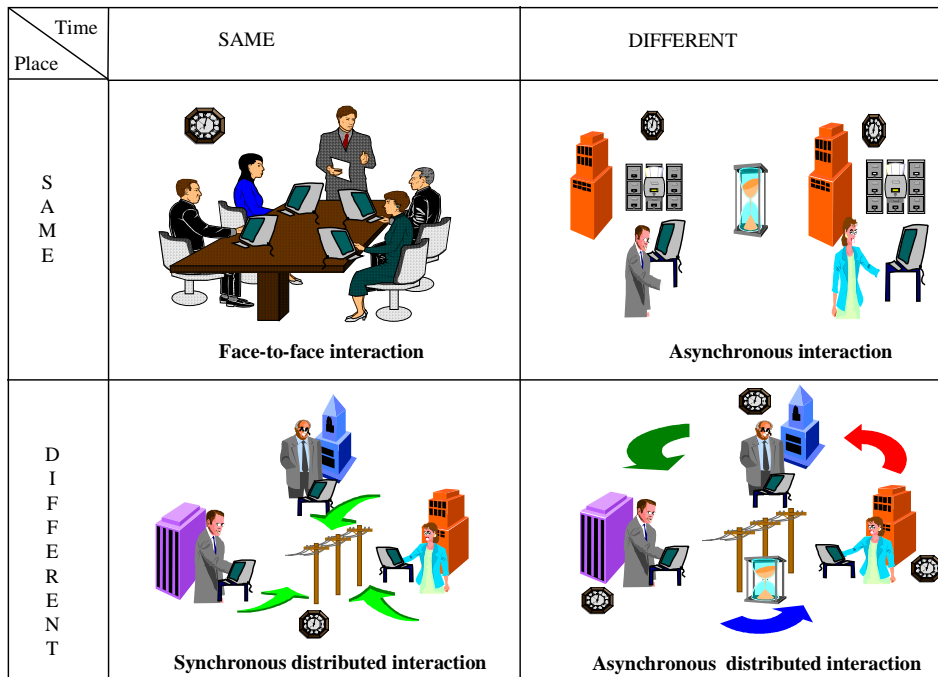 Time
Place
SAME
DIFFERENT
S
A
M
E
Face-to-face interaction
Asynchronous interaction
D
I
F
F
E
R
E
N
T
Synchronous distributed interaction
Asynchronous distributed interaction